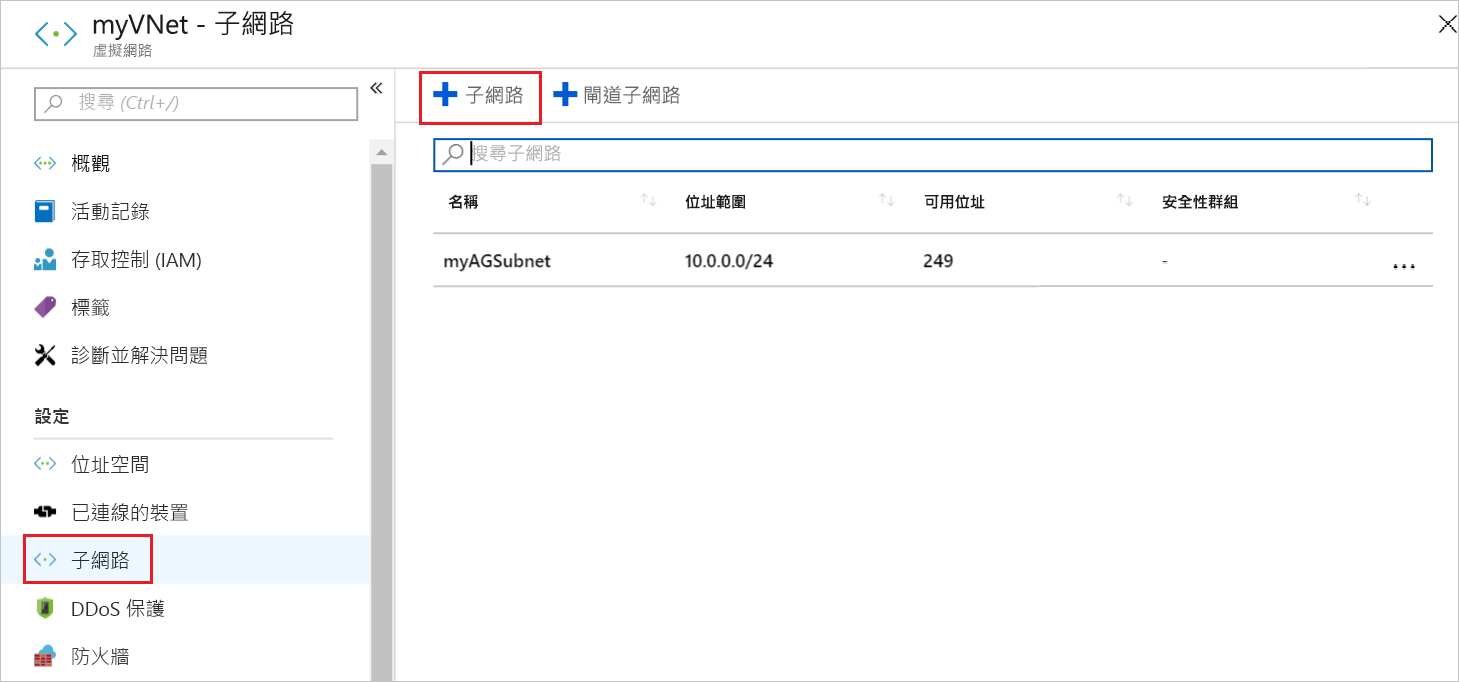 myVNet - 子網路
虛擬網路
搜尋 (Ctrl+/)
概觀
活動記錄
存取控制 (IAM)
標籤
診斷並解決問題
設定
位址空間
已連線的裝置
子網路
DDoS 保護
防火牆
子網路 閘道子網路
搜尋子網路
名稱 位址範圍 可用位址 安全性群組
myAGSubnet 10.0.0.0/24 249 - ...